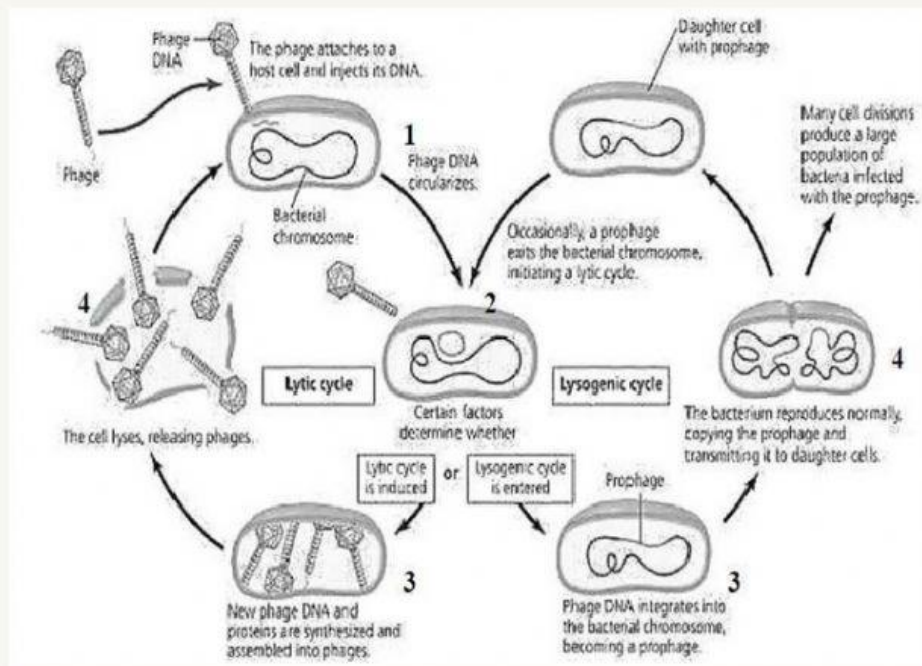 Phage
DNA
The phage attaches to a
host cell and injects its DNA.
Daughter cell
with prophage
Many cell divisions
produce a large
population of
bacteria infected
with the prophage.
1
Phage DNA
circularizes.
Phage
Bacterial
chromosome
Occasionally, a prophage
exits the bacterial chromosome,
initiating a lytic cycle.
4
2
Lytic cycle
Lysogenic cycle
4
The cell lyses, releasing phages.
Certain factors
determine whether
The bacterium reproduces normally,
copying the prophage and
transmitting it to daughter cells.
Lytic cycle
is induced
or
Lysogenic cycle
is entered
Prophage
3
3
New phage DNA and
proteins are synthesized and
assembled into phages.
Phage DNA integrates into
the bacterial chromosome,
becoming a prophage.